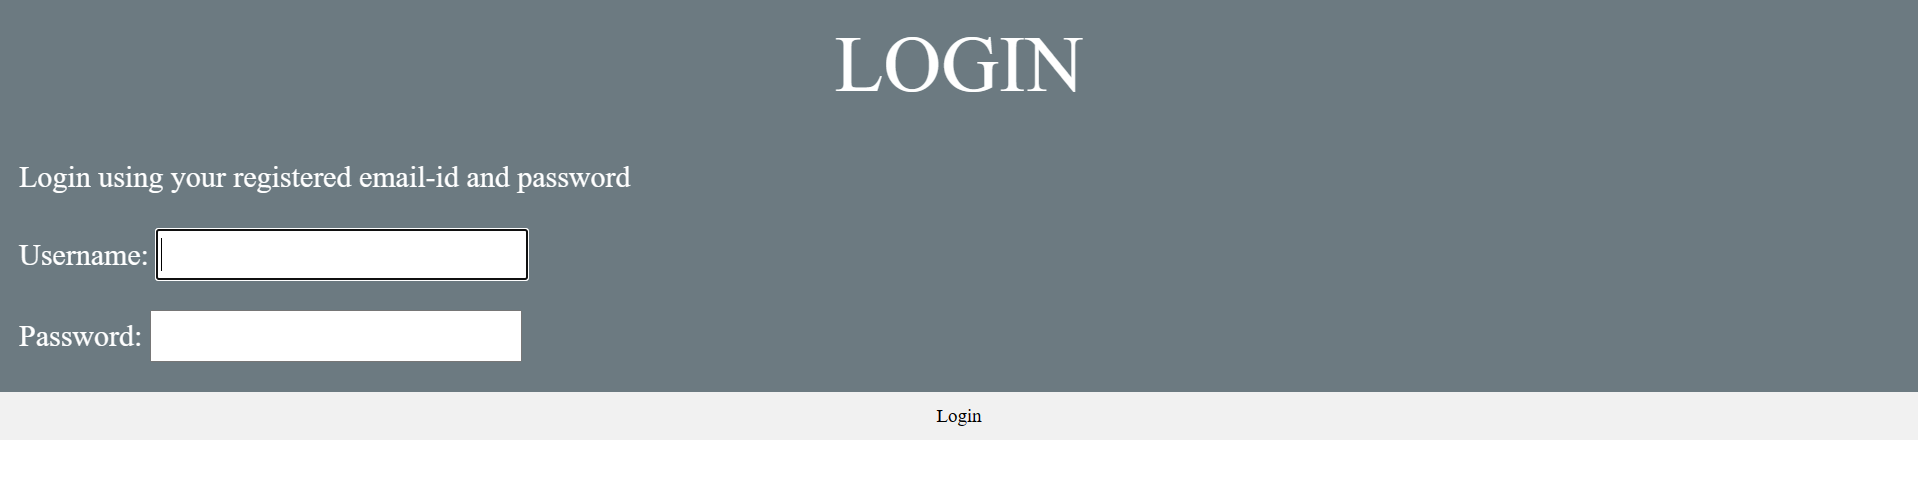 LOGIN
Login using your registered email-id and password
Username:
Password:
Login